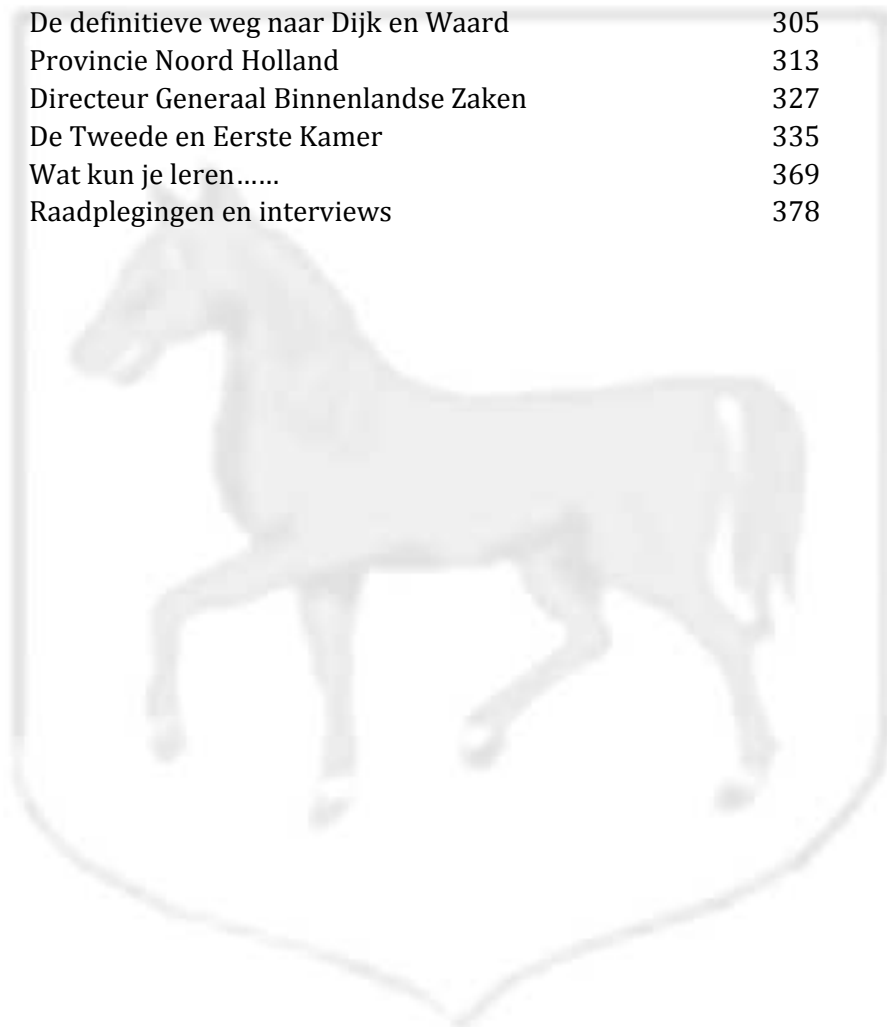 De definitieve weg naar Dijk en Waard 305
Provincie Noord Holland 313
Directeur Generaal Binnenlandse Zaken 327
De Tweede en Eerste Kamer 335
Wat kun je leren…… 369
Raadplegingen en interviews 378